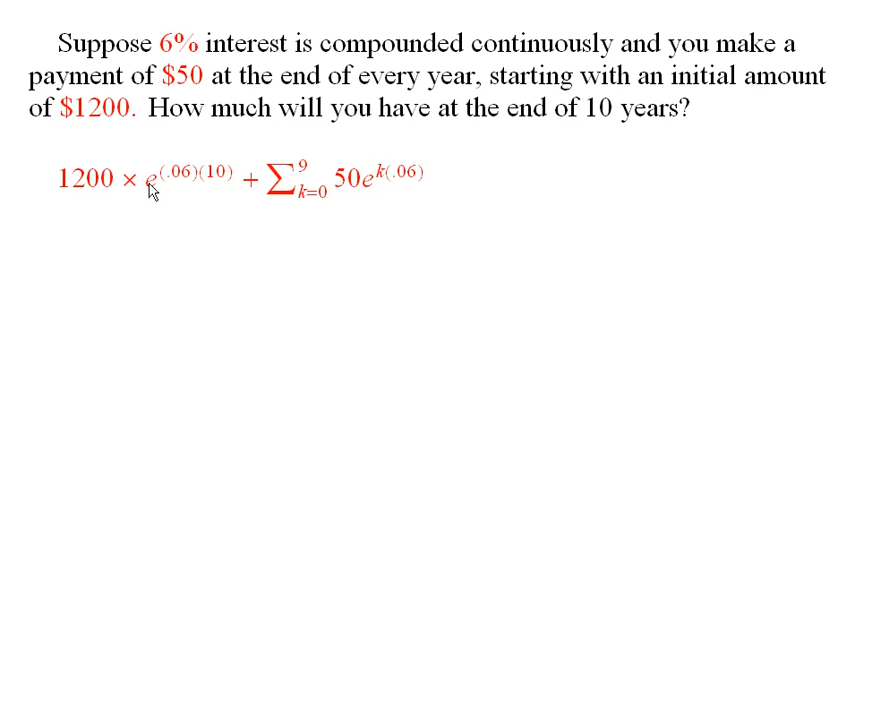 Suppose 6% interest is compounded continuously and you make a
payment of $50 at the end of every year, starting with an initial amount
of $1200. How much will you have at the end of 10 years?
1200 × e^{(.06)(10)} + ∑_{k=0}^{9} 50e^{k(.06)}